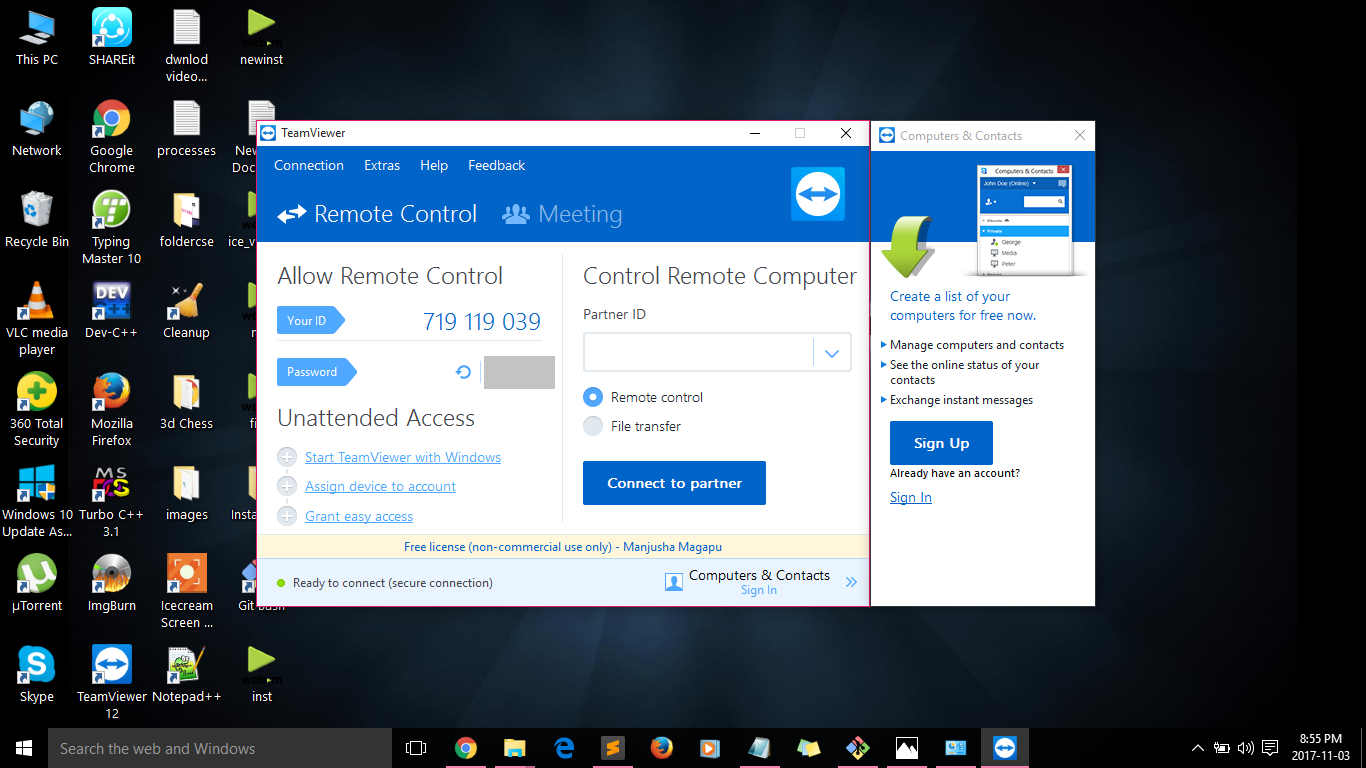 This PC
SHAREit
dwnlod
video...
newinst
Network
Google
Chrome
processes
New
Doc
Recycle Bin
Typing
Master 10
foldercse
ice_v
VLC media
player
Dev-C++
Cleanup
360 Total
Security
Mozilla
Firefox
3d Chess
Windows 10
Update As...
Turbo C++
3.1
images
Insta
µTorrent
ImgBurn
Icecream
Screen ...
Git Bash
Skype
TeamViewer
12
Notepad++
inst
TeamViewer
Connection Extras Help Feedback
Remote Control Meeting
Allow Remote Control
Your ID 719 119 039
Password
Unattended Access
Start TeamViewer with Windows
Assign device to account
Grant easy access
Control Remote Computer
Partner ID
Remote control
File transfer
Connect to partner
Free license (non-commercial use only) - Manjusha Magapu
Ready to connect (secure connection)
Computers & Contacts
Sign In
Computers & Contacts
Computers & Contacts
John Doe (Online)
Private
George
Media
Peter
Create a list of your
computers for free now.
Manage computers and contacts
See the online status of your
contacts
Exchange instant messages
Sign Up
Already have an account?
Sign In
Search the web and Windows
8:55 PM
2017-11-03